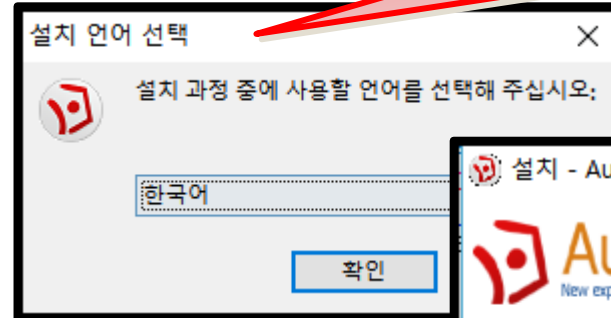 설치 언어 선택
설치 과정 중에 사용할 언어를 선택해 주십시오:
한국어
확인
설치 - Au
Au
New exp